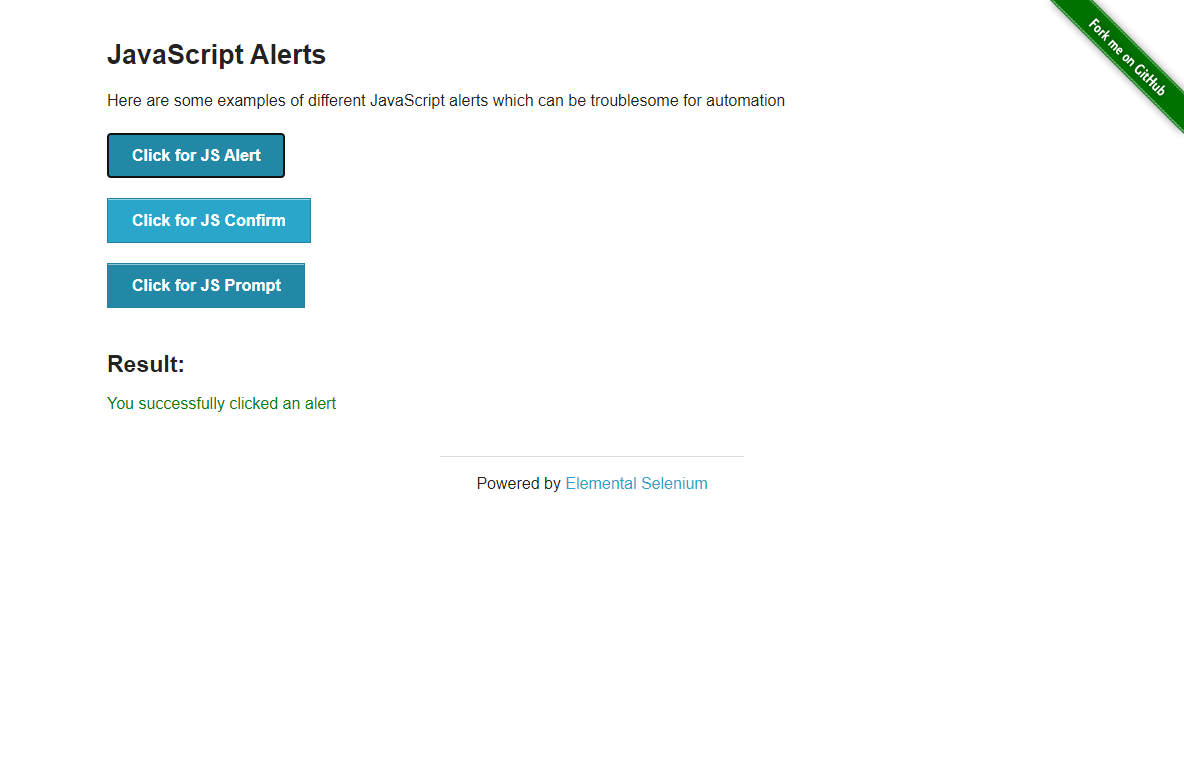 Fork me on GitHub
JavaScript Alerts
Here are some examples of different JavaScript alerts which can be troublesome for automation
Click for JS Alert
Click for JS Confirm
Click for JS Prompt
Result:
You successfully clicked an alert
Powered by Elemental Selenium